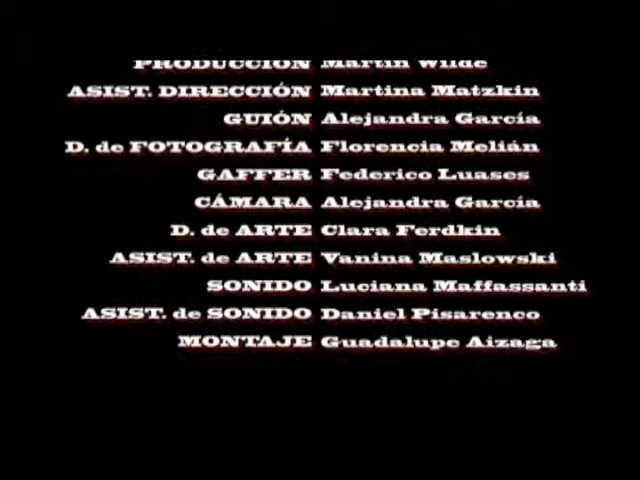 PRODUCCIÓN Martín Wilde
ASIST. DIRECCIÓN Martina Matzkin
GUIÓN Alejandra García
D. de FOTOGRAFÍA Florencia Melián
GAFFER Federico Luases
CÁMARA Alejandra García
D. de ARTE Clara Ferdkin
ASIST. de ARTE Vanina Maslowski
SONIDO Luciana Maffassanti
ASIST. de SONIDO Daniel Pisarenco
MONTAJE Guadalupe Aizaga